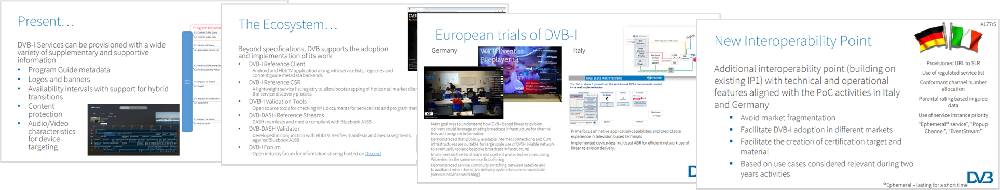 Present…
DVB-I Services can be provisioned with a wide
variety of supplementary and supportive
information
• Program Guide metadata
• Logos and banners
• Availability intervals with support for hybrid
transitions
• Content
protection
• Audio/Video
characteristics
for device
targeting
Program Metadat
The Ecosystem…
Beyond specifications, DVB supports the adoption
and implementation of its work
• DVB-I Reference Client
Android and HbbTV application along with service lists, registries and
content guide metadata backends
• DVB-I Reference CSR
A lightweight service list registry to allow bootstrapping of horizontal market clien
the service discovery process
• DVB-I Validation Tools
Open source tools for checking XML documents for service lists and program met
• DVB-DASH Reference Streams
DASH manifests and media compliant with Bluebook A168
• DVB-DASH Validator
Developed in conjunction with HbbTV. Verifies manifests and media segments
against Bluebook A168
• DVB-I Forum
Open industry forum for information sharing hosted on Discord
European trials of DVB-I
Germany
Event 12
Fileplayer 14
Main goal was to understand how DVB-I based linear television
delivery could leverage existing broadcast infrastructure for channel
lists and program information
Demonstrated that publicly available internet connections and CDN
infrastructures are suitable for large scale use of DVB-I (viable network
to eventually replace bespoke broadcast infrastructure)
Implemented free-to-stream and content protected services, using
Widevine, in the same service list/offering
Demonstrated service continuity switching between satellite and
broadband when the active delivery system became unavailable
(service instance switching)
Italy
MEDIASET
HIGH LEVEL ARCHITECTURE
MEDIASET
The PoC in phase 3 presents all the end-to-end DVB-I components needed
for a real implementation
Prime focus on native application capabilities and predictable
experience in television based terminals
Implemented device-less multicast ABR for efficient network use of
linear television delivery.
New Interoperability Point
Additional interoperability point (building on
existing IP1) with technical and operational
features aligned with the PoC activities in Italy
and Germany
▪ Avoid market fragmentation
▪ Facilitate DVB-I adoption in different markets
▪ Facilitate the creation of certification target and
material
▪ Based on use cases considered relevant during two
years activities
A177r5
Provisioned URL to SLR
Use of regulated service list
Conformant channel number
allocation
Parental rating based in guide
data
Use of service instance priority
“Ephemeralº service”, “Popup
Channel”, “EventStream”
DVB
ºEphemeral – lasting for a short time